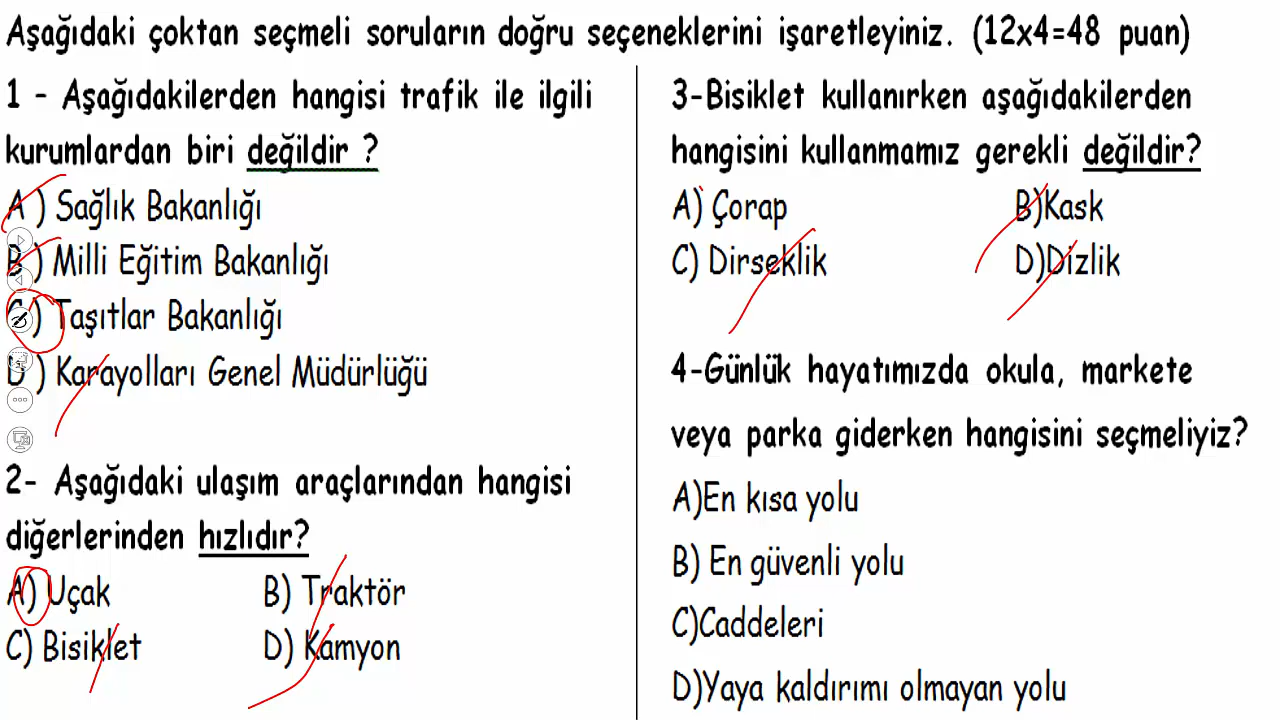 Aşağıdaki çoktan seçmeli soruların doğru seçeneklerini işaretleyiniz. (12x4=48 puan)
1 - Aşağıdakilerden hangisi trafik ile ilgili
kurumlardan biri değildir ?
A ) Sağlık Bakanlığı
B ) Milli Eğitim Bakanlığı
C ) Taşıtlar Bakanlığı
D ) Karayolları Genel Müdürlüğü
2- Aşağıdaki ulaşım araçlarından hangisi
diğerlerinden hızlıdır?
A) Uçak B) Traktör
C) Bisiklet D) Kamyon
3-Bisiklet kullanırken aşağıdakilerden
hangisini kullanmamız gerekli değildir?
A) Çorap B)Kask
C) Dirseklik D)Dizlik
4-Günlük hayatımızda okula, markete
veya parka giderken hangisini seçmeliyiz?
A)En kısa yolu
B) En güvenli yolu
C)Caddeleri
D)Yaya kaldırımı olmayan yolu